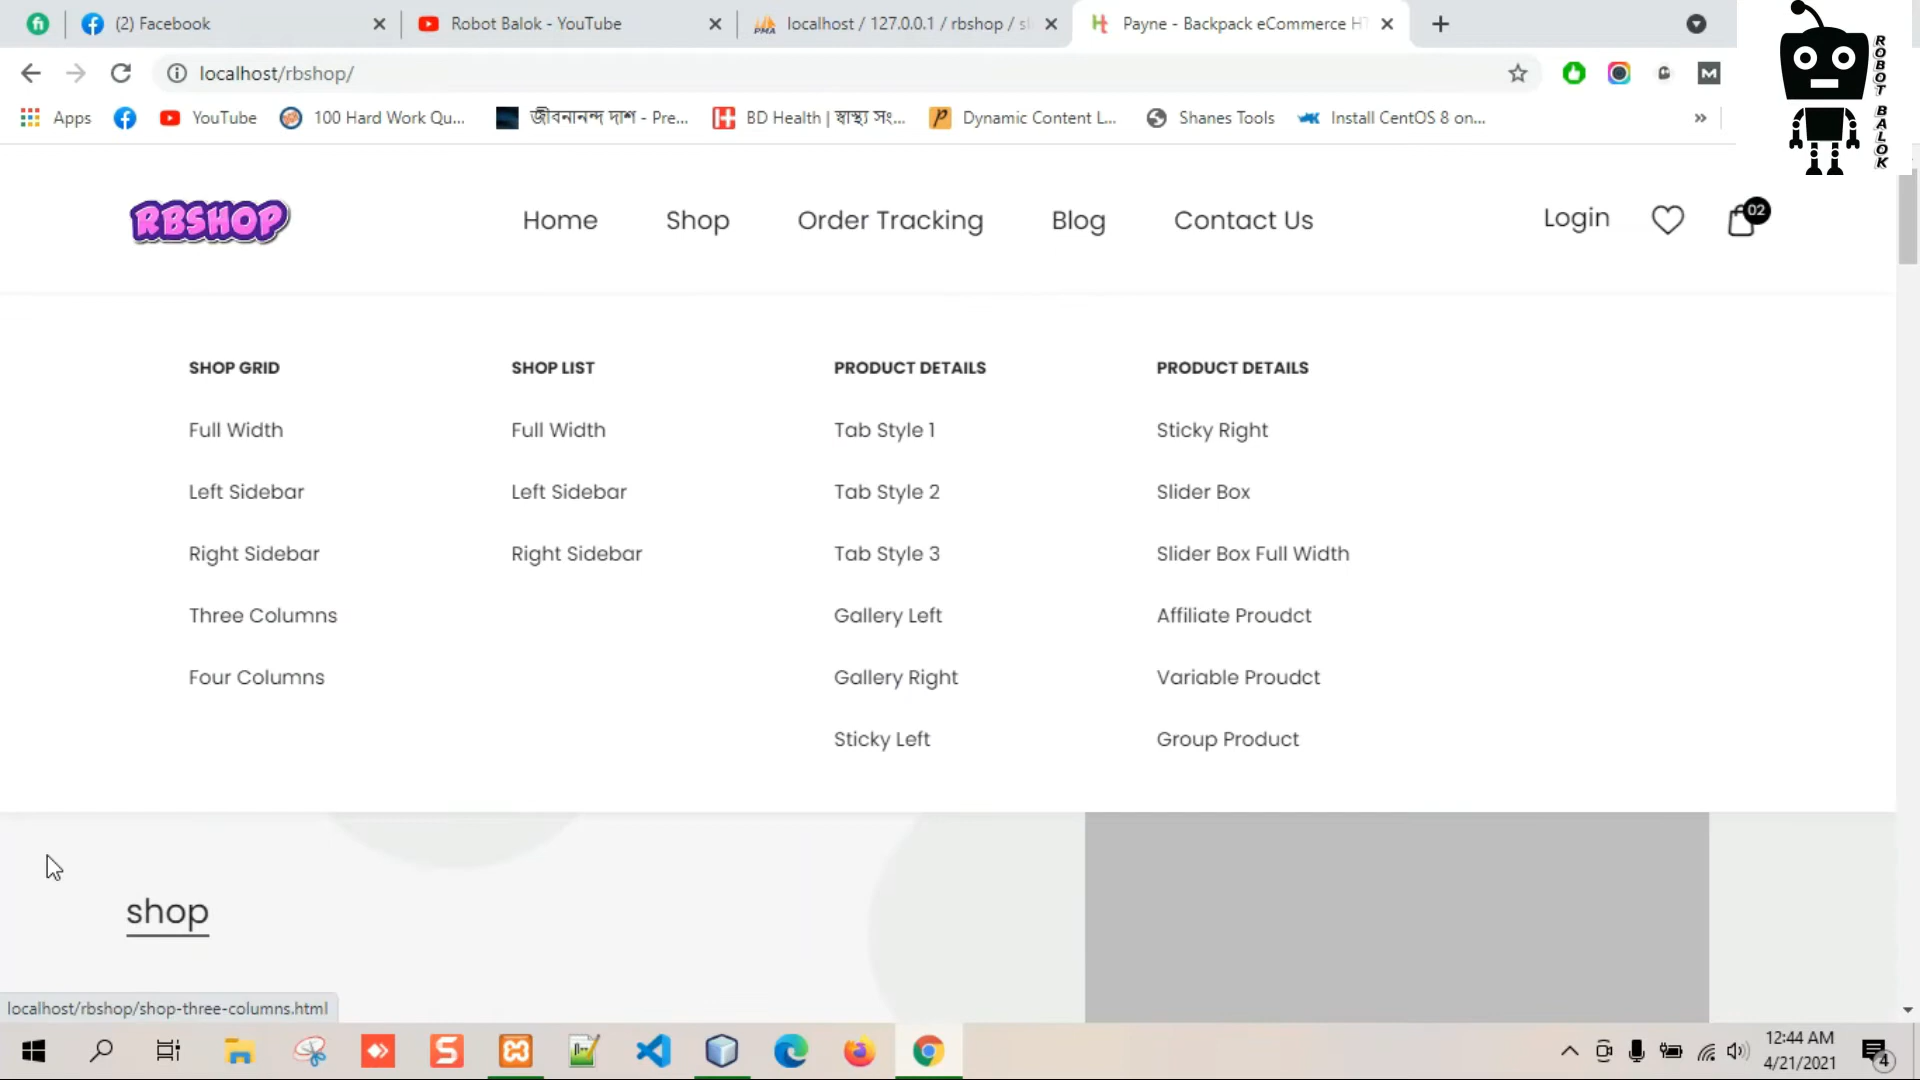 (2) Facebook
Robot Balok - YouTube
PMA localhost / 127.0.0.1 / rbshop /
Payne - Backpack eCommerce
localhost/rbshop/
Apps YouTube 100 Hard Work Qu... জীবনানন্দ দাশ - Pre... BD Health | স্বাস্থ্য সং... Dynamic Content L... Shanes Tools Install CentOS 8 on... »
ROBOT BALOK
RBSHOP
Home Shop Order Tracking Blog Contact Us Login 02
SHOP GRID
Full Width
Left Sidebar
Right Sidebar
Three Columns
Four Columns
SHOP LIST
Full Width
Left Sidebar
Right Sidebar
PRODUCT DETAILS
Tab Style 1
Tab Style 2
Tab Style 3
Gallery Left
Gallery Right
Sticky Left
PRODUCT DETAILS
Sticky Right
Slider Box
Slider Box Full Width
Affiliate Proudct
Variable Proudct
Group Product
shop
localhost/rbshop/shop-three-columns.html
12:44 AM
4/21/2021
4